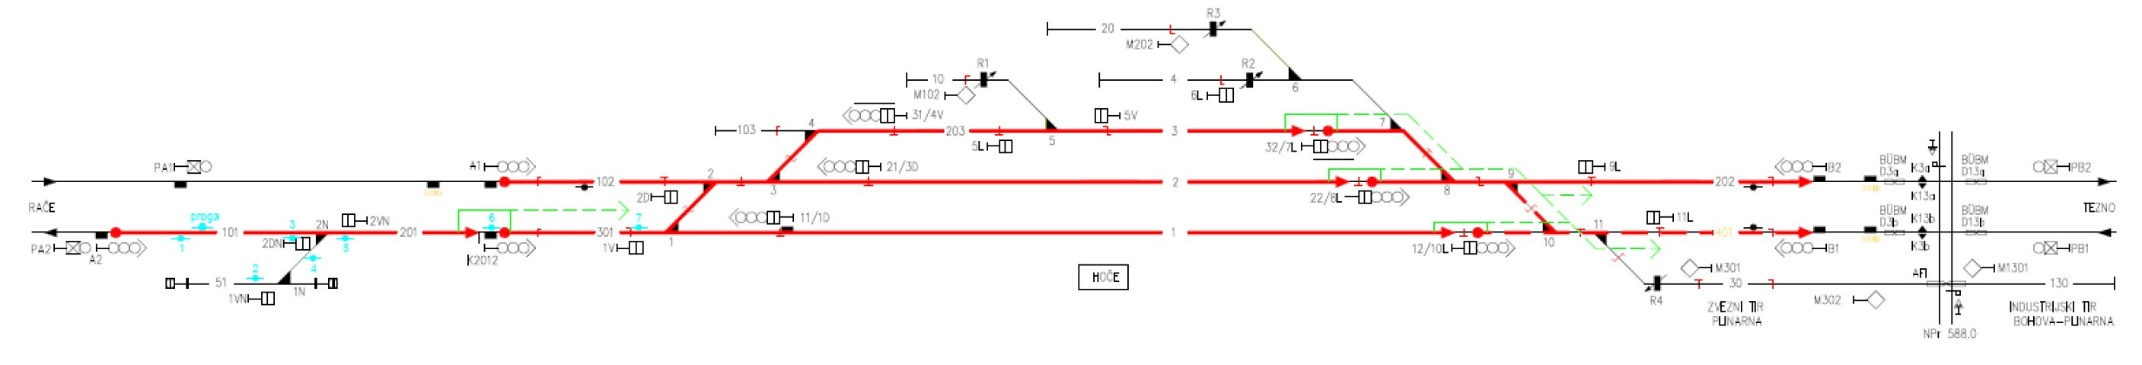 R3
20
M202
R1
R2
10
4
6
M102
6L
31/4V
5V
103
4
203
5
3
7
5L
32/7L
PA1
A1
21/3D
9L
B2
BÜBM
D3a
K3a
BÜBM
D13a
PB2
102
2
2
8
9
202
K13a
RAČE
2D
3
22/8L
TEZNO
proga
3
2N
2VN
6
7
11/1D
11
11L
BÜBM
D3b
K13b
BÜBM
D13b
101
201
301
1
401
PA2
A2
1
2DN
5
K2012
1V
1
12/10L
10
B1
K3b
PB1
4
2
HOČE
M301
AP1
M1301
51
1N
30
130
1VN
R4
M302
ZVEZNI TIR
PLINARNA
INDUSTRIJSKI TIR
BOHOVA-PLINARNA
NPr 588.0